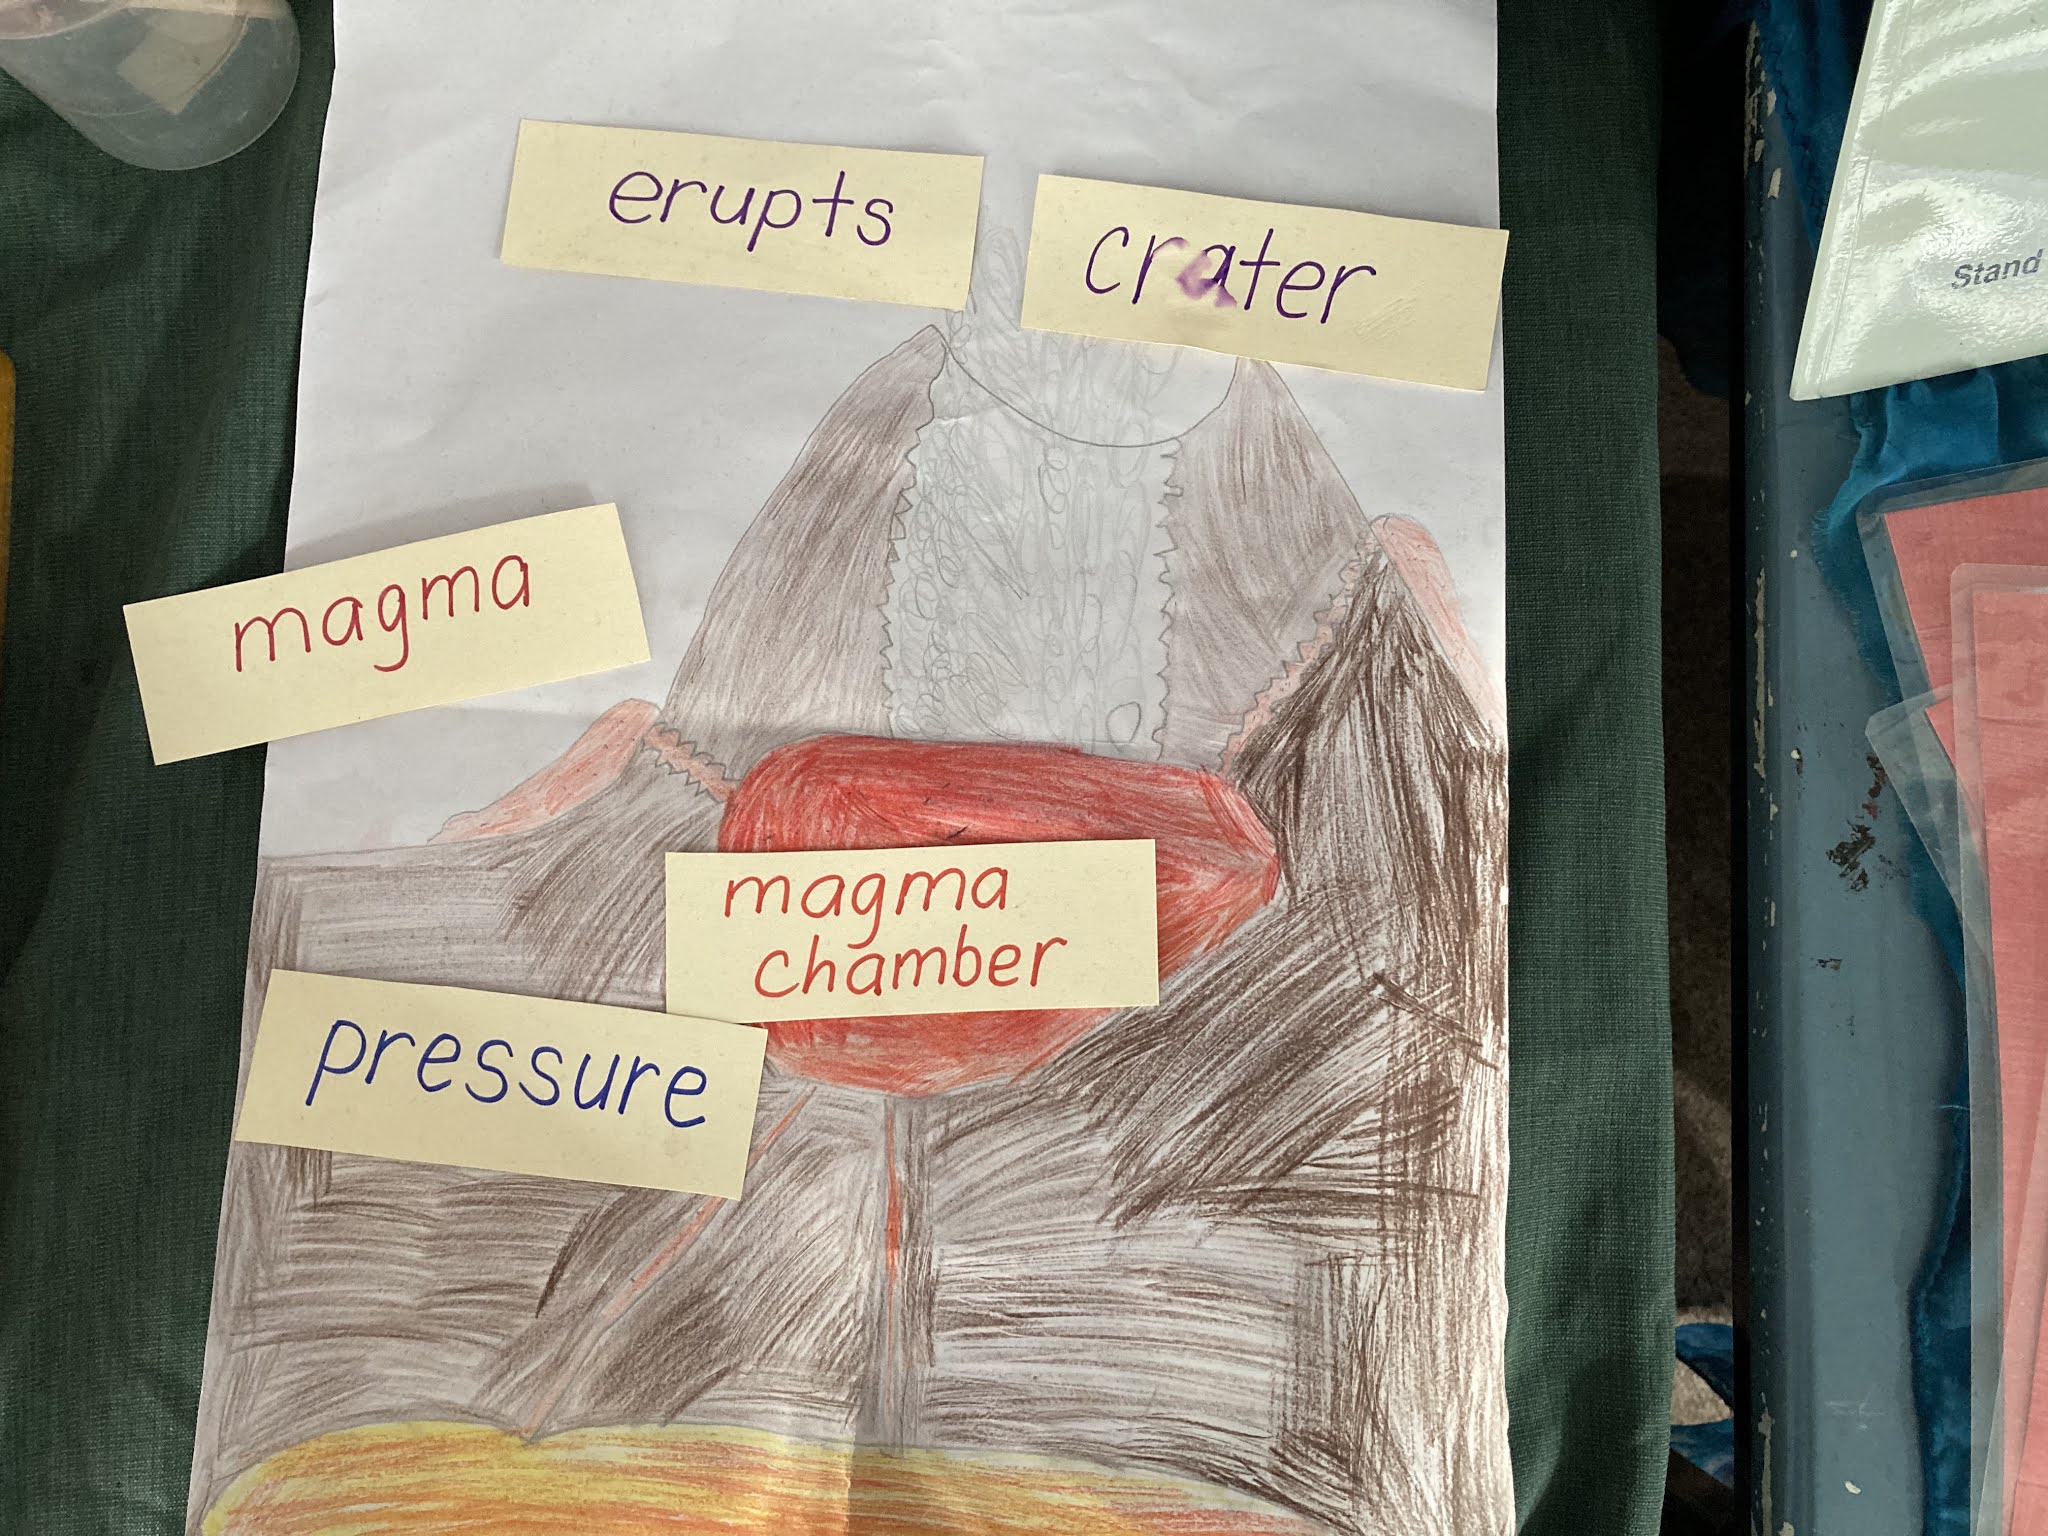 erupts
crater
magma
magma
chamber
pressure
Stand